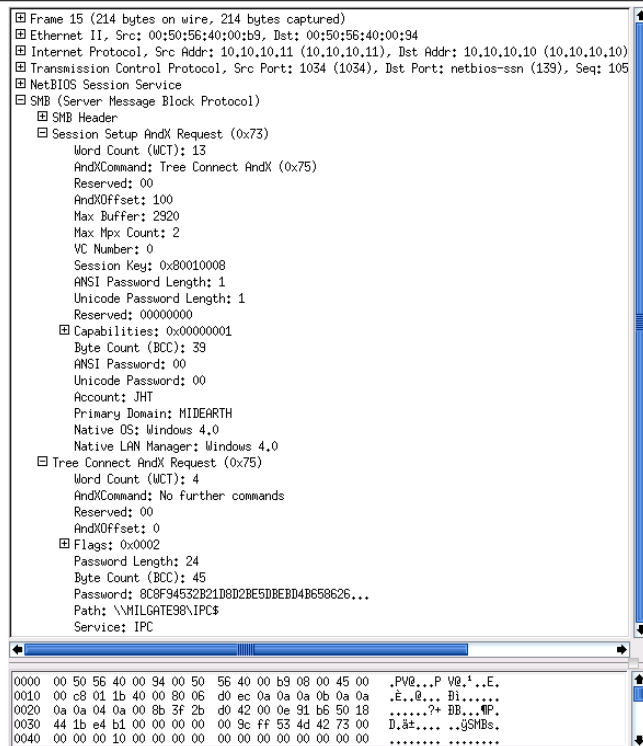 Frame 15 (214 bytes on wire, 214 bytes captured)
Ethernet II, Src: 00:50:56:40:00:b9, Dst: 00:50:56:40:00:94
Internet Protocol, Src Addr: 10.10.10.11 (10.10.10.11), Dst Addr: 10.10.10.10 (10.10.10.10)
Transmission Control Protocol, Src Port: 1034 (1034), Dst Port: netbios-ssn (139), Seq: 105
NetBIOS Session Service
SMB (Server Message Block Protocol)
SMB Header
Session Setup AndX Request (0x73)
Word Count (WCT): 13
AndXCommand: Tree Connect AndX (0x75)
Reserved: 00
AndXOffset: 100
Max Buffer: 2920
Max Mpx Count: 2
VC Number: 0
Session Key: 0x80010008
ANSI Password Length: 1
Unicode Password Length: 1
Reserved: 00000000
Capabilities: 0x00000001
Byte Count (BCC): 39
ANSI Password: 00
Unicode Password: 00
Account: JHT
Primary Domain: MIDEARTH
Native OS: Windows 4.0
Native LAN Manager: Windows 4.0
Tree Connect AndX Request (0x75)
Word Count (WCT): 4
AndXCommand: No further commands
Reserved: 00
AndXOffset: 0
Flags: 0x0002
Password Length: 24
Byte Count (BCC): 45
Password: 8C8F94532B21D8D2BE5DBEBD4B658626...
Path: \\MILGATE98\IPC$
Service: IPC
0000 00 50 56 40 00 94 00 50 56 40 00 b9 08 00 45 00 .PV@...P V@.¹..E.
0010 00 c8 01 1b 40 00 80 06 d0 ec 0a 0a 0a 0b 0a 0a .È..@... Ðì......
0020 0a 0a 04 0a 00 8b 3f 2b d0 42 00 0e 91 b6 50 18 ......?+ ÐB...¶P.
0030 44 1b e4 b1 00 00 00 00 00 9c ff 53 4d 42 73 00 D.ä±.... ..ÿSMBs.
0040 00 00 00 10 00 00 00 00 00 00 00 00 00 00 00 00 ........ ........